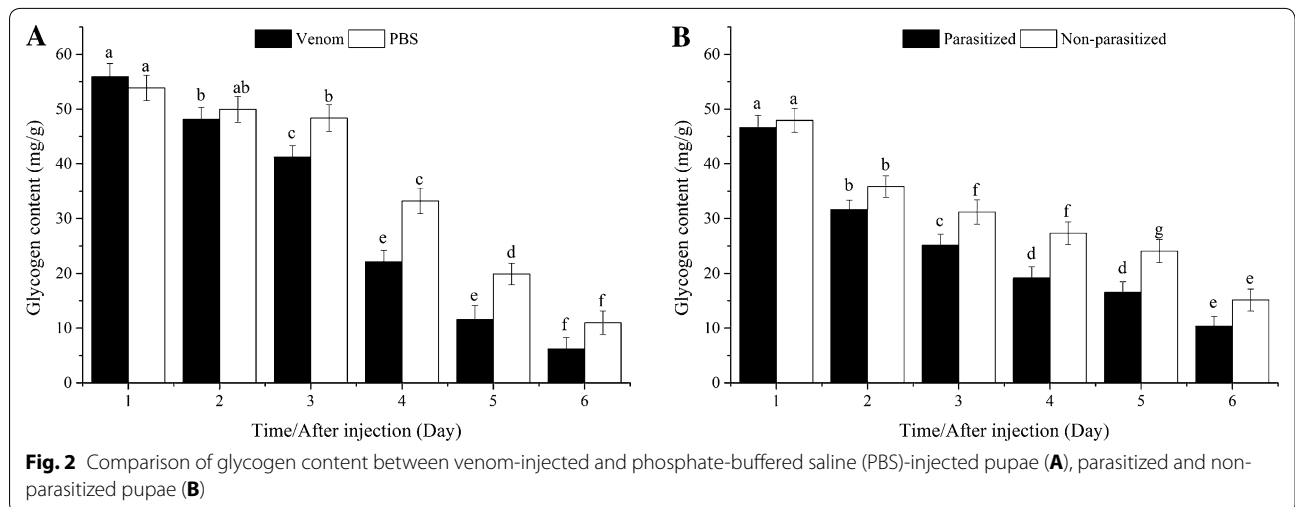 A
Venom PBS
60
50
40
30
20
10
0
Glycogen content (mg/g)
a a b ab c b e c e d f f
1 2 3 4 5 6
Time/After injection (Day)
B
Parasitized Non-parasitized
60
50
40
30
20
10
0
Glycogen content (mg/g)
a a b b c f d f d g e e
1 2 3 4 5 6
Time/After injection (Day)
Fig. 2 Comparison of glycogen content between venom-injected and phosphate-buffered saline (PBS)-injected pupae (A), parasitized and non-
parasitized pupae (B)